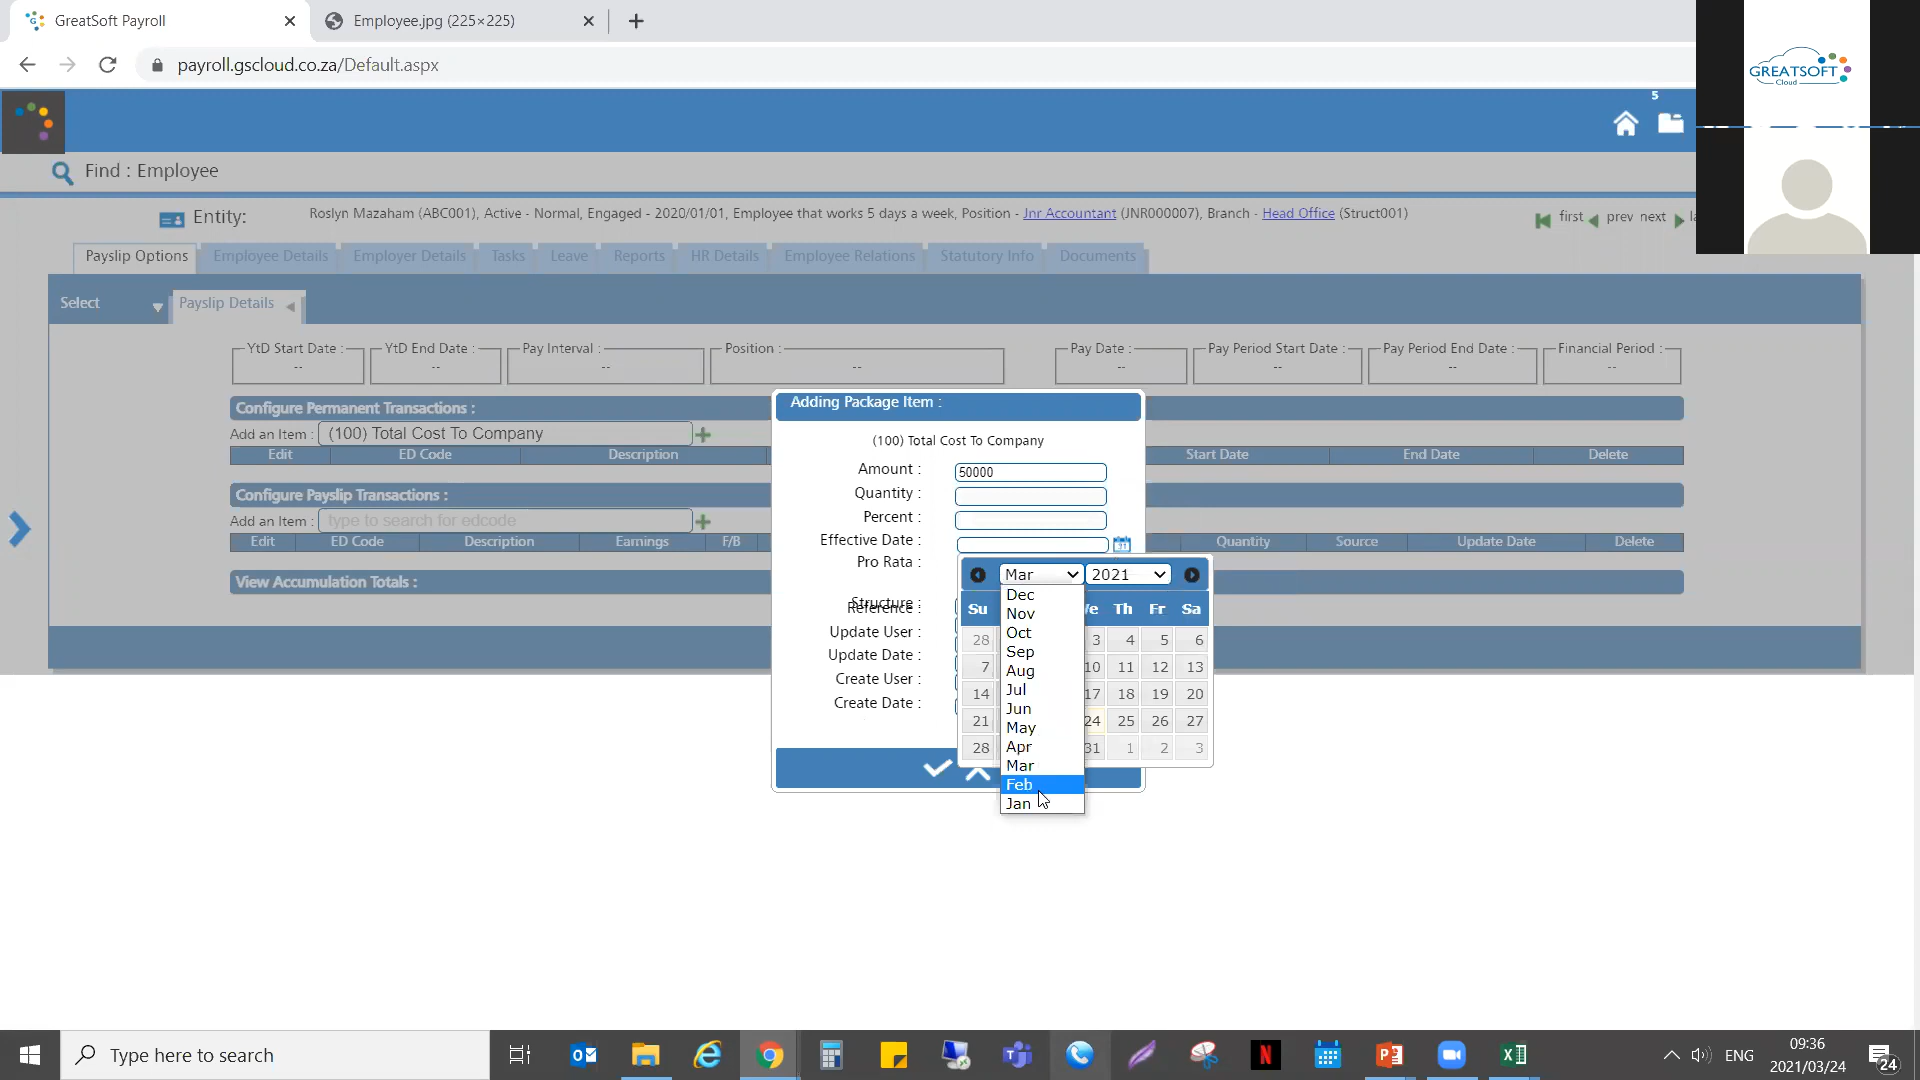 GreatSoft Payroll
Employee.jpg (225×225)
payroll.gscloud.co.za/Default.aspx
GREATSOFT
Cloud
5
Find : Employee
Entity:
Roslyn Mazaham (ABC001), Active - Normal, Engaged - 2020/01/01, Employee that works 5 days a week, Position - Jnr Accountant (JNR000007), Branch - Head Office (Struct001)
first prev next
Payslip Options Employee Details Employer Details Tasks Leave Reports HR Details Employee Relations Statutory Info Documents
Select Payslip Details
YtD Start Date : YtD End Date : Pay Interval : Position : Pay Date : Pay Period Start Date : Pay Period End Date : Financial Period :
-- -- -- -- -- -- -- --
Adding Package Item :
Configure Permanent Transactions :
Add an Item : (100) Total Cost To Company
Edit ED Code Description Start Date End Date Delete
Configure Payslip Transactions :
Add an Item : type to search for edcode
Edit ED Code Description Earnings F/B Quantity Source Update Date Delete
View Accumulation Totals :
(100) Total Cost To Company
Amount : 50000
Quantity :
Percent :
Effective Date :
Pro Rata :
Structure :
Reference :
Update User :
Update Date :
Create User :
Create Date :
Mar 2021
Su Th Fr Sa
28 3 4 5 6
7 10 11 12 13
14 17 18 19 20
21 24 25 26 27
28 31 1 2 3
Dec
Nov
Oct
Sep
Aug
Jul
Jun
May
Apr
Mar
Feb
Jan
Type here to search
ENG
09:36
2021/03/24
24